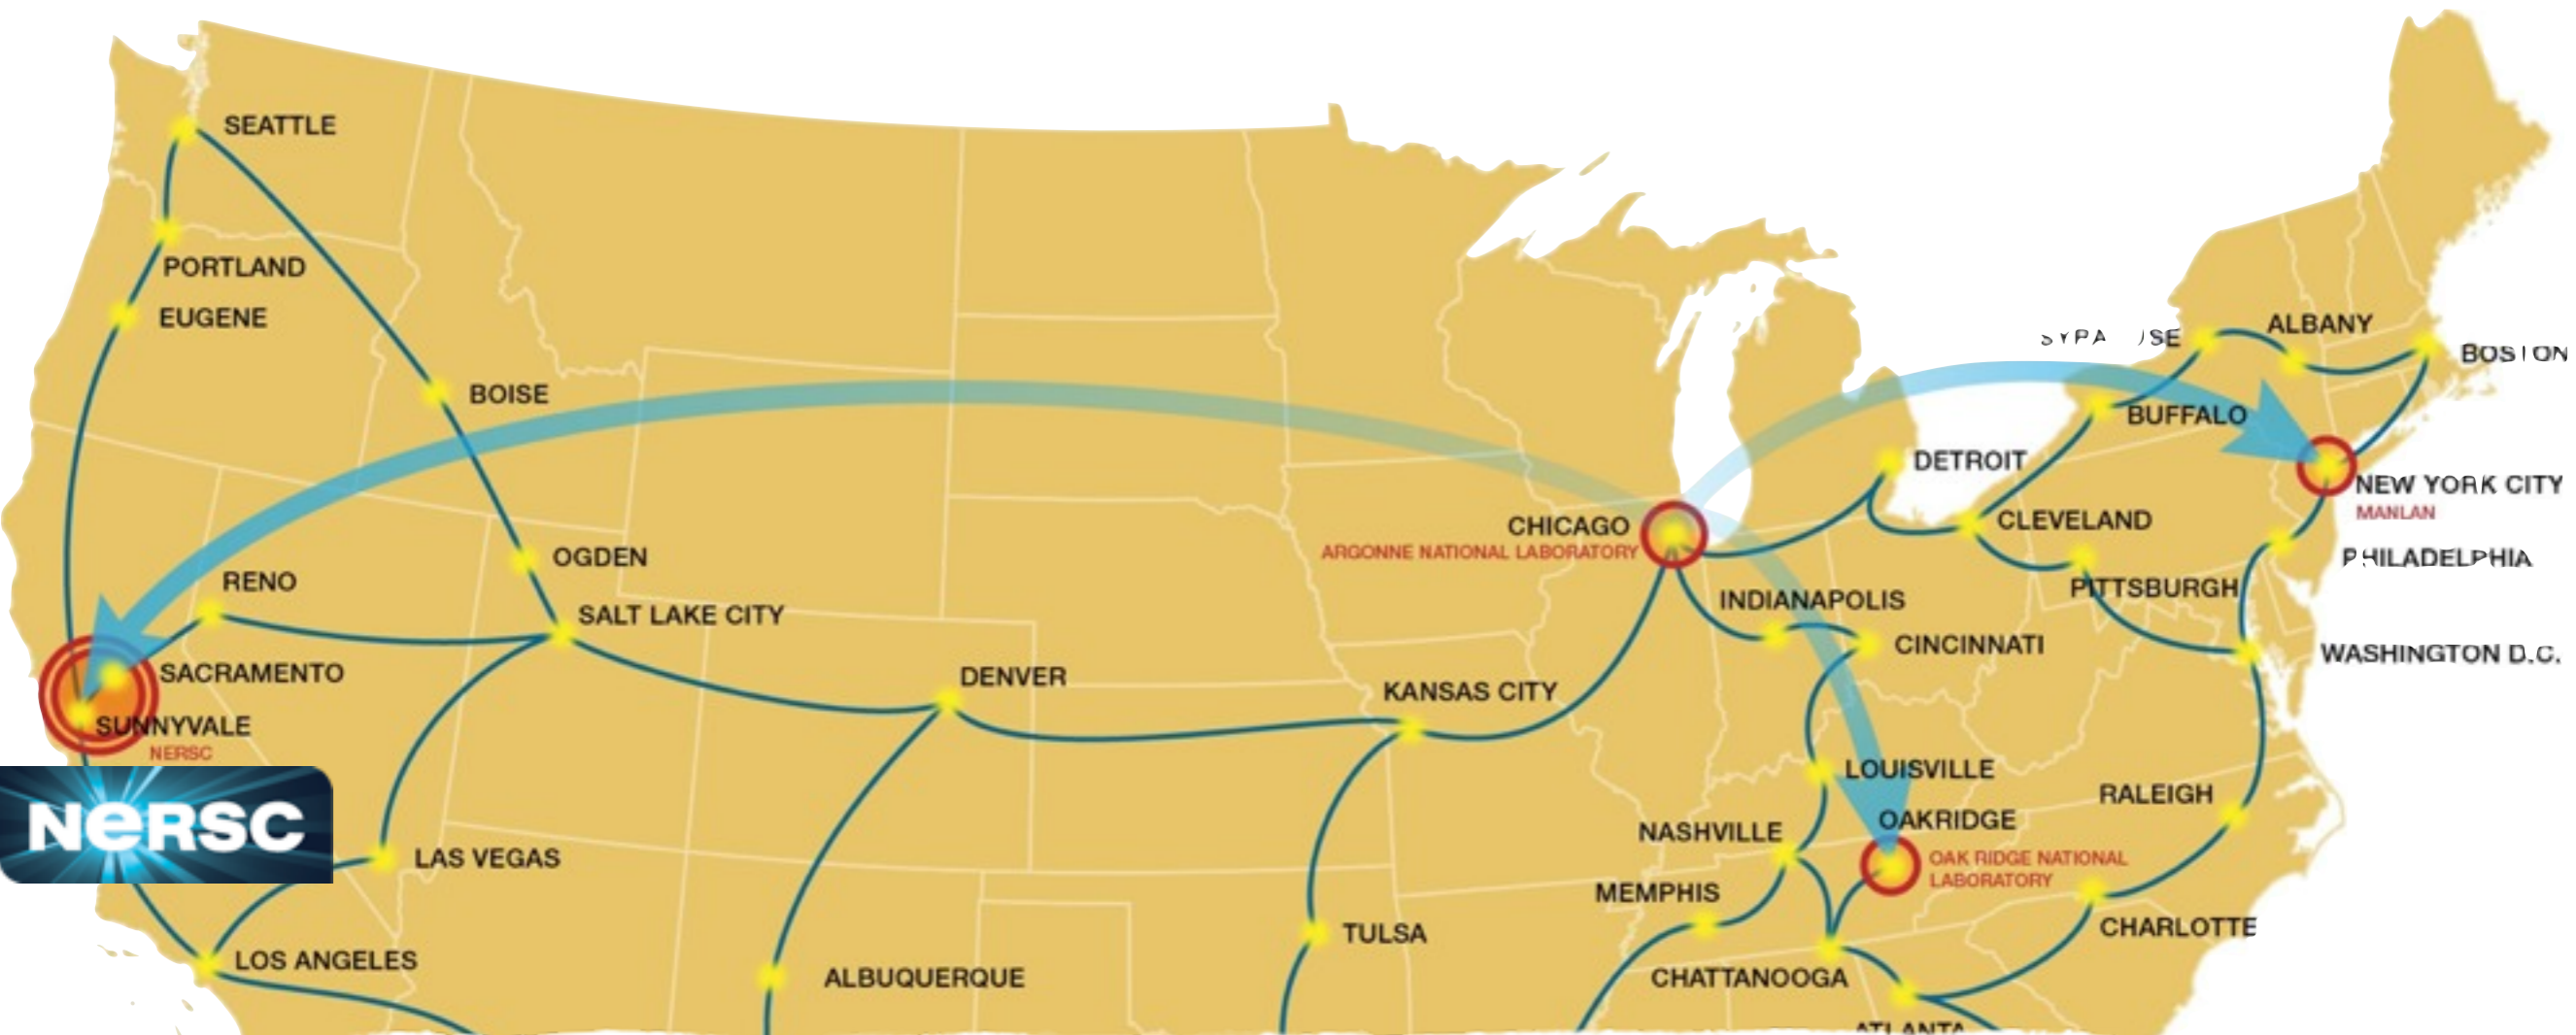 SEATTLE
PORTLAND
EUGENE
BOISE
OGDEN
RENO
SALT LAKE CITY
SACRAMENTO
SUNNYVALE
NERSC
NERSC
LAS VEGAS
LOS ANGELES
DENVER
ALBUQUERQUE
KANSAS CITY
TULSA
CHICAGO
ARGONNE NATIONAL LABORATORY
INDIANAPOLIS
CINCINNATI
LOUISVILLE
NASHVILLE
MEMPHIS
CHATTANOOGA
OAKRIDGE
OAK RIDGE NATIONAL
LABORATORY
DETROIT
CLEVELAND
BUFFALO
ALBANY
BOSTON
NEW YORK CITY
MANLAN
PHILADELPHIA
PITTSBURGH
WASHINGTON D.C.
RALEIGH
CHARLOTTE
ATLANTA